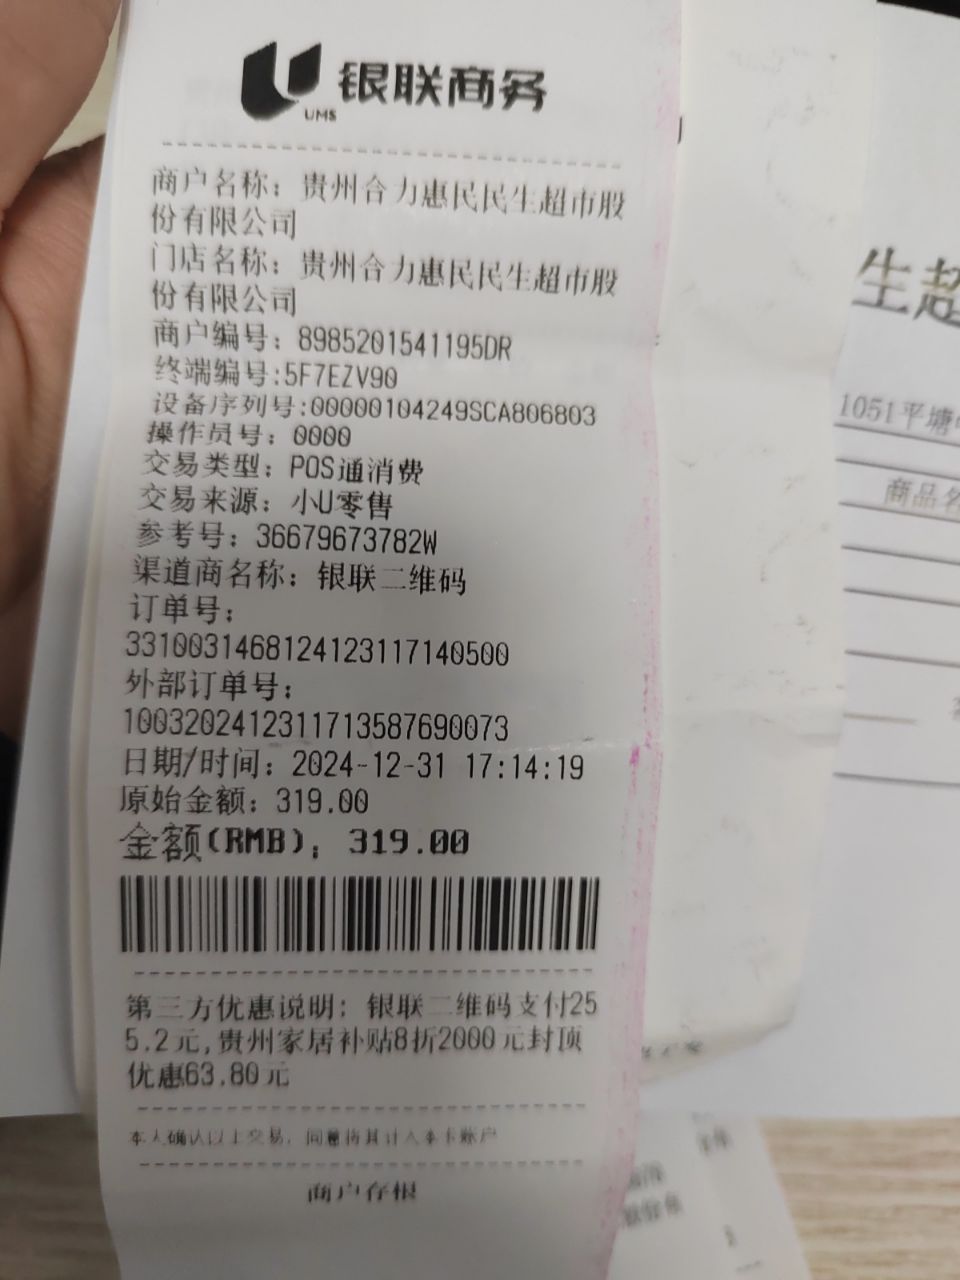 银联商务
UMS
商户名称：贵州合力惠民民生超市股
份有限公司
门店名称：贵州合力惠民民生超市股
份有限公司
商户编号：8985201541195DR
终端编号:5F7EZV90
设备序列号:00000104249SCA806803
操作员号：0000
交易类型：POS通消费
交易来源：小U零售
参考号：36679673782W
渠道商名称：银联二维码
订单号：
33100314681241231171405​00
外部订单号：
1003202412311713587690073
日期/时间：2024-12-31 17:14:19
原始金额：319.00
金额(RMB)：319.00
第三方优惠说明：银联二维码支付25
5.2元,贵州家居补贴8折2000元封顶
优惠63.80元
本人确认以上交易，同意将其计入本卡账户
商户存根
生超
1051平塘
商品名